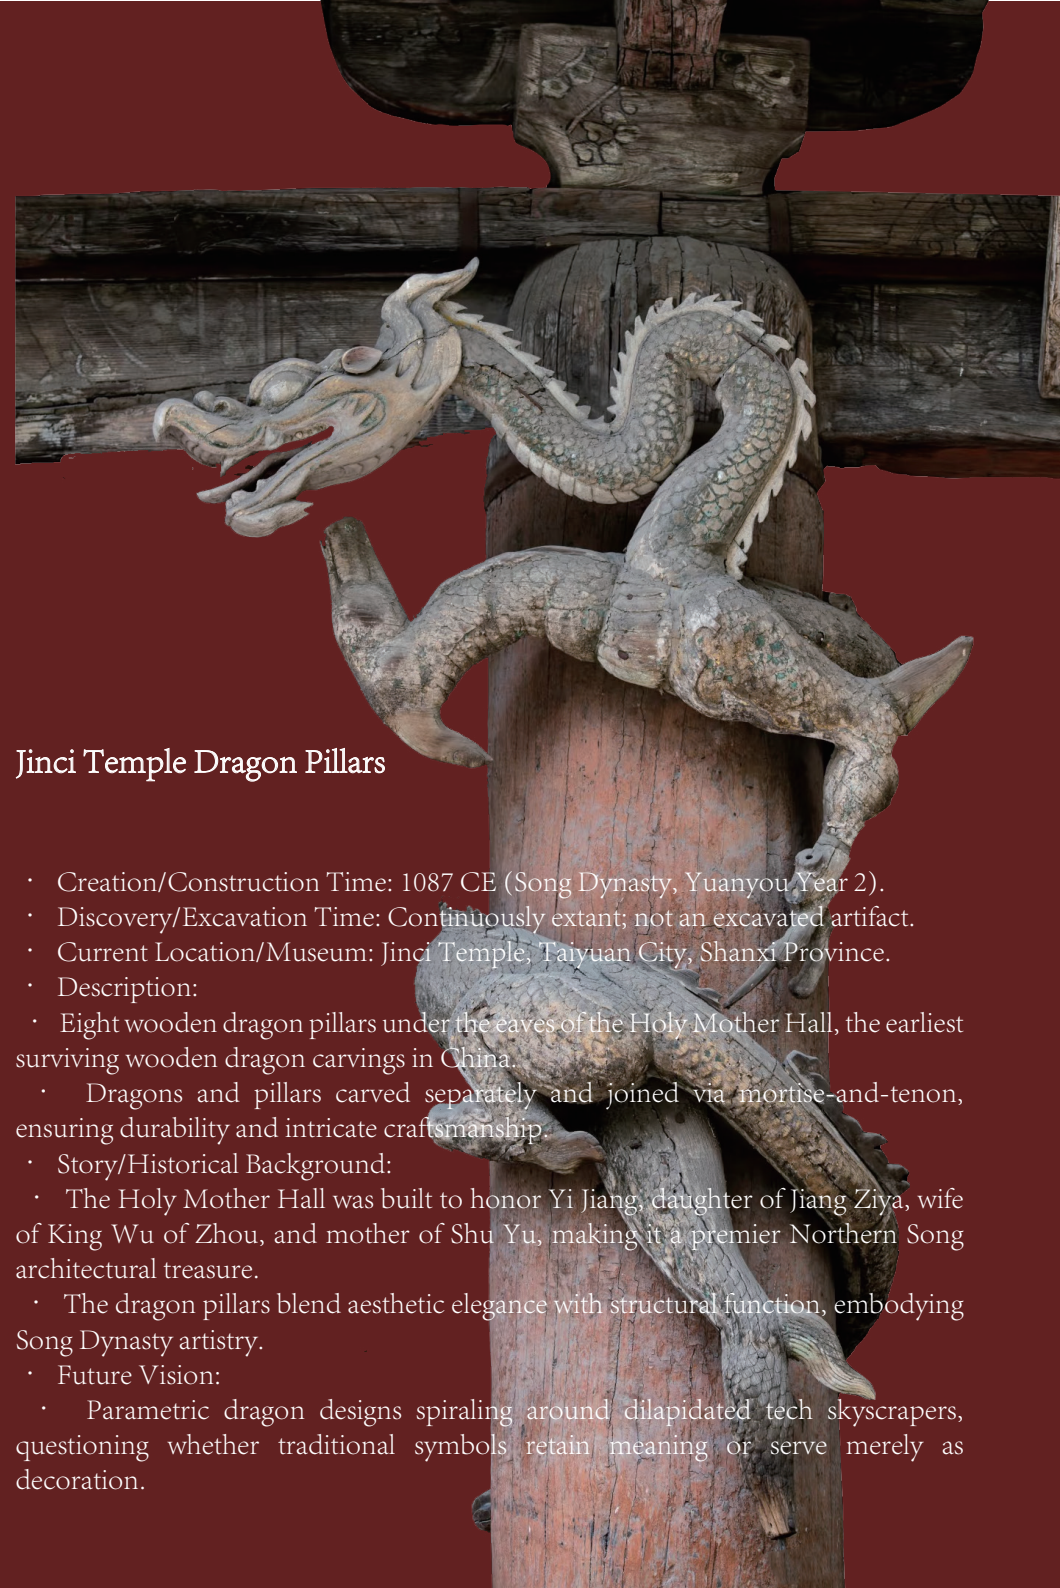 Jinci Temple Dragon Pillars
· Creation/Construction Time: 1087 CE (Song Dynasty, Yuanyou Year 2).
· Discovery/Excavation Time: Continuously extant; not an excavated artifact.
· Current Location/Museum: Jinci Temple, Taiyuan City, Shanxi Province.
· Description:
· Eight wooden dragon pillars under the eaves of the Holy Mother Hall, the earliest
surviving wooden dragon carvings in China.
· Dragons and pillars carved separately and joined via mortise-and-tenon,
ensuring durability and intricate craftsmanship.
· Story/Historical Background:
· The Holy Mother Hall was built to honor Yi Jiang, daughter of Jiang Ziya, wife
of King Wu of Zhou, and mother of Shu Yu, making it a premier Northern Song
architectural treasure.
· The dragon pillars blend aesthetic elegance with structural function, embodying
Song Dynasty artistry.
· Future Vision:
· Parametric dragon designs spiraling around dilapidated tech skyscrapers,
questioning whether traditional symbols retain meaning or serve merely as
decoration.